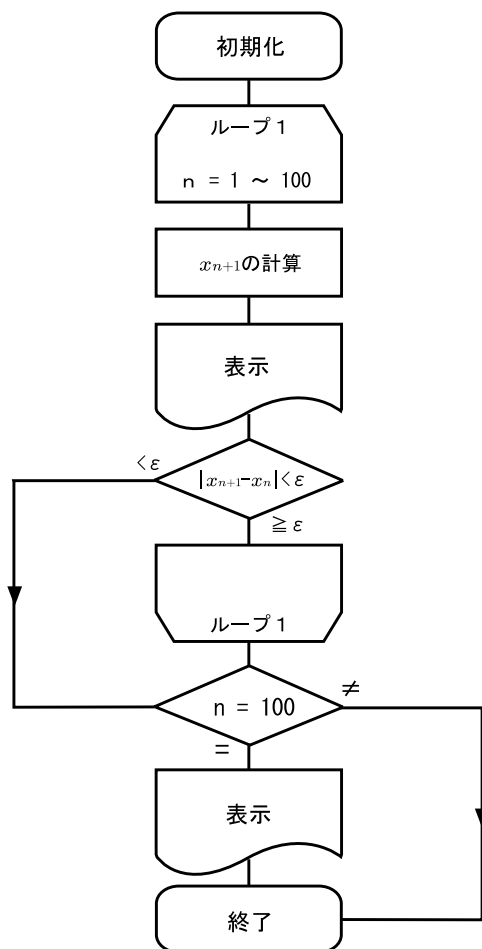 初期化
ループ１
n = 1 ～ 100
xn+1の計算
表示
<ε
|xn+1-xn|<ε
≧ε
ループ１
n = 100
≠
=
表示
終了